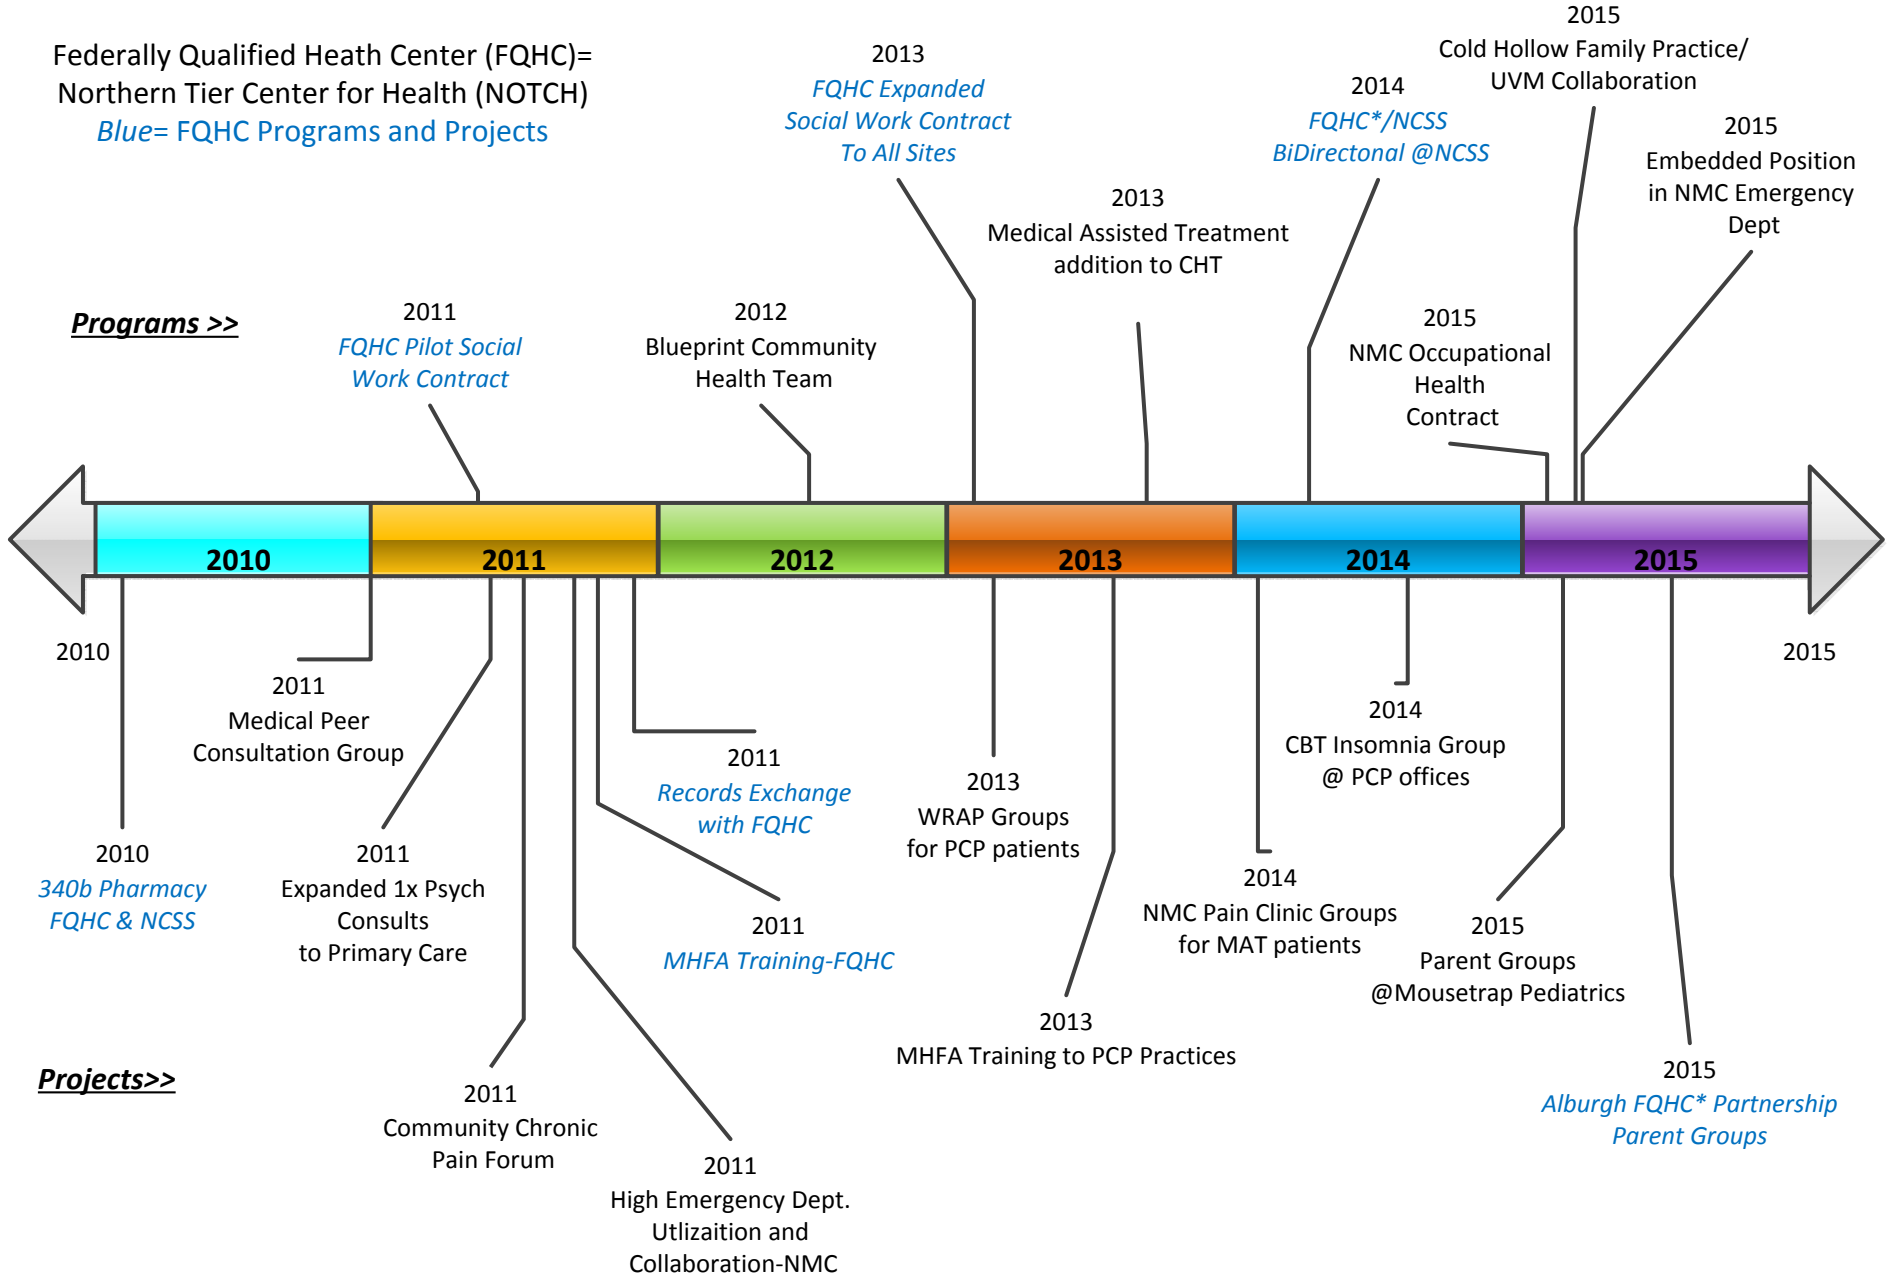 Federally Qualified Heath Center (FQHC)=
Northern Tier Center for Health (NOTCH)
Blue= FQHC Programs and Projects
2013
FQHC Expanded
Social Work Contract
To All Sites
2014
FQHC*/NCSS
BiDirectonal @NCSS
2015
Cold Hollow Family Practice/
UVM Collaboration
2015
Embedded Position
in NMC Emergency
Dept
2013
Medical Assisted Treatment
addition to CHT
Programs >>
2011
FQHC Pilot Social
Work Contract
2012
Blueprint Community
Health Team
2015
NMC Occupational
Health
Contract
2010
2011
2012
2013
2014
2015
2010
2015
2011
Medical Peer
Consultation Group
2014
CBT Insomnia Group
@ PCP offices
2011
Records Exchange
with FQHC
2013
WRAP Groups
for PCP patients
2010
340b Pharmacy
FQHC & NCSS
2011
Expanded 1x Psych
Consults
to Primary Care
2011
MHFA Training-FQHC
2014
NMC Pain Clinic Groups
for MAT patients
2015
Parent Groups
@Mousetrap Pediatrics
2013
MHFA Training to PCP Practices
Projects>>
2011
Community Chronic
Pain Forum
2015
Alburgh FQHC* Partnership
Parent Groups
2011
High Emergency Dept.
Utlizaition and
Collaboration-NMC